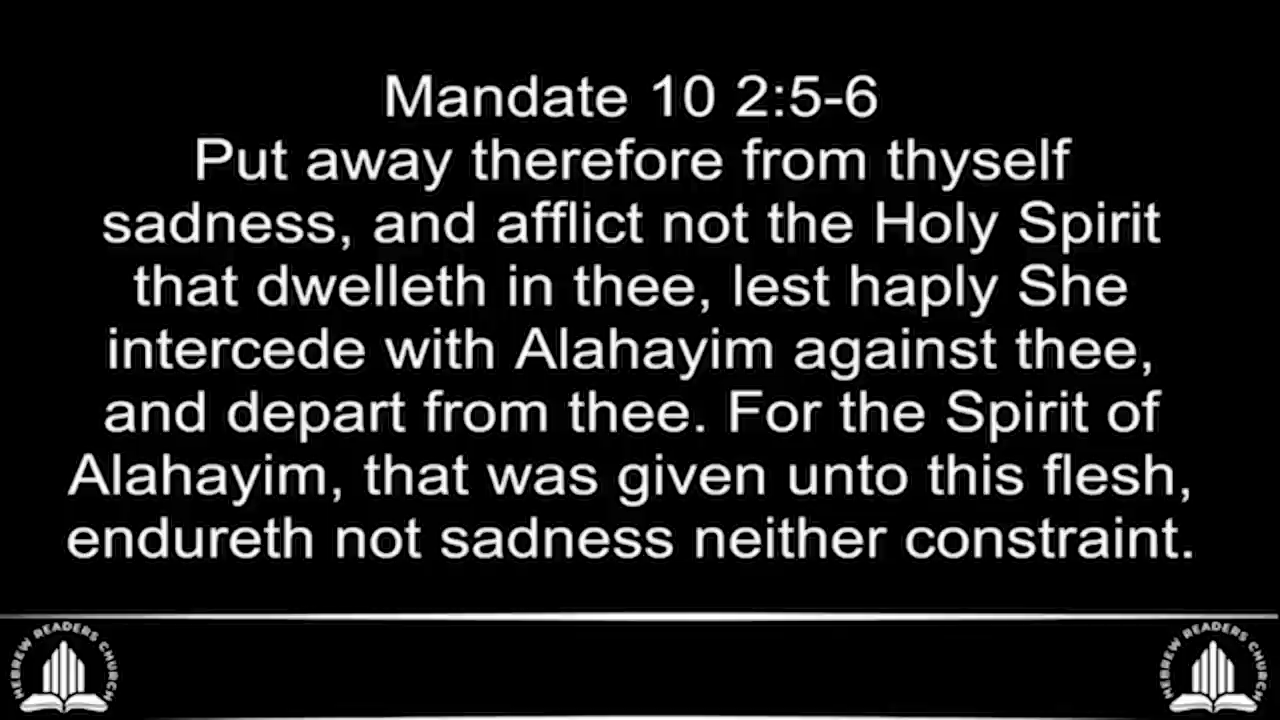 Mandate 10 2:5-6
Put away therefore from thyself
sadness, and afflict not the Holy Spirit
that dwelleth in thee, lest haply She
intercede with Alahayim against thee,
and depart from thee. For the Spirit of
Alahayim, that was given unto this flesh,
endureth not sadness neither constraint.
HEBREW READERS CHURCH
HEBREW READERS CHURCH